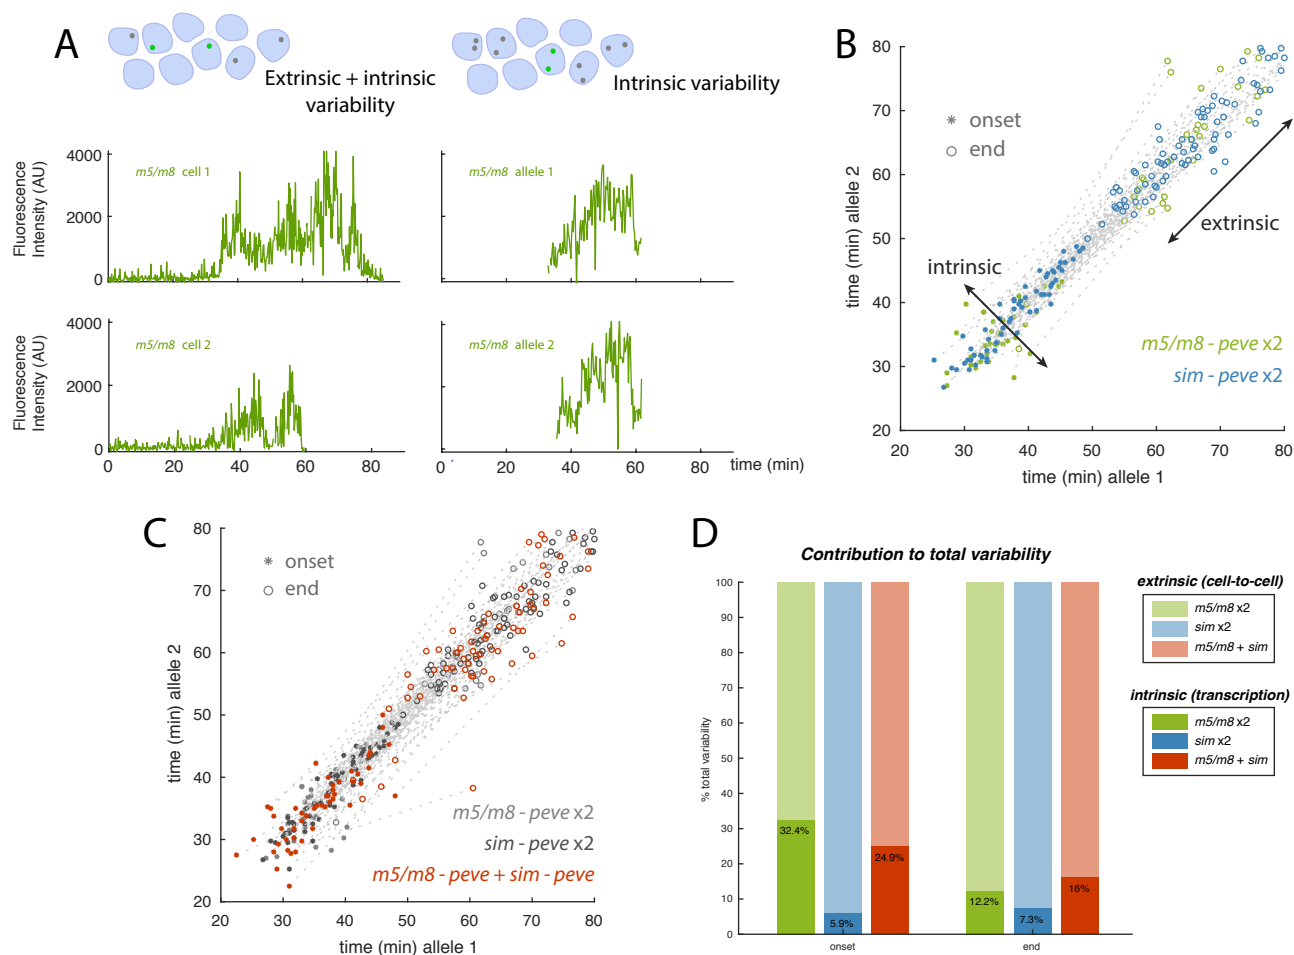 A
Extrinsic + intrinsic
variability
Intrinsic variability
Fluorescence
Intensity (AU)
4000
2000
0
m5/m8 cell 1
20
40
60
80
m5/m8 allele 1
Fluorescence
Intensity (AU)
4000
2000
0
m5/m8 cell 2
0
20
40
60
80
m5/m8 allele 2
0
20
40
60
time (min)
B
time (min) allele 2
80
70
60
50
40
30
20
onset
end
extrinsic
intrinsic
m5/m8 - peve x2
sim - peve x2
20
30
40
50
60
70
80
time (min) allele 1
C
time (min) allele 2
80
70
60
50
40
30
20
onset
end
m5/m8 - peve x2
sim - peve x2
m5/m8 - peve + sim - peve
20
30
40
50
60
70
80
time (min) allele 1
D
Contribution to total variability
% total variability
100
90
80
70
60
50
40
30
20
10
0
32.4%
5.9%
24.9%
12.2%
7.3%
16%
onset
end
extrinsic (cell-to-cell)
m5/m8 x2
sim x2
m5/m8 + sim
intrinsic (transcription)
m5/m8 x2
sim x2
m5/m8 + sim